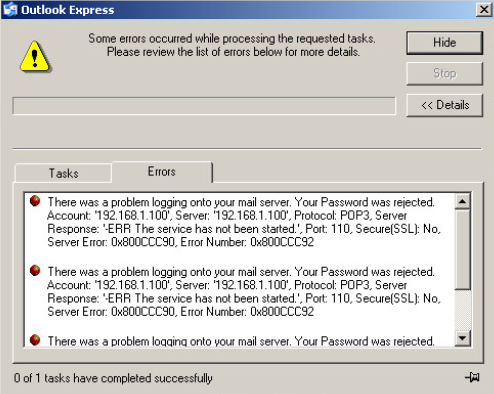 Outlook Express
Some errors occurred while processing the requested tasks.
Please review the list of errors below for more details.
Hide
Stop
<< Details
Tasks
Errors
There was a problem logging onto your mail server. Your Password was rejected.
Account: '192.168.1.100', Server: '192.168.1.100', Protocol: POP3, Server
Response: '-ERR The service has not been started.', Port: 110, Secure(SSL): No,
Server Error: 0x800CCC90, Error Number: 0x800CCC92
There was a problem logging onto your mail server. Your Password was rejected.
Account: '192.168.1.100', Server: '192.168.1.100', Protocol: POP3, Server
Response: '-ERR The service has not been started.', Port: 110, Secure(SSL): No,
Server Error: 0x800CCC90, Error Number: 0x800CCC92
There was a problem logging onto your mail server. Your Password was rejected.
0 of 1 tasks have completed successfully